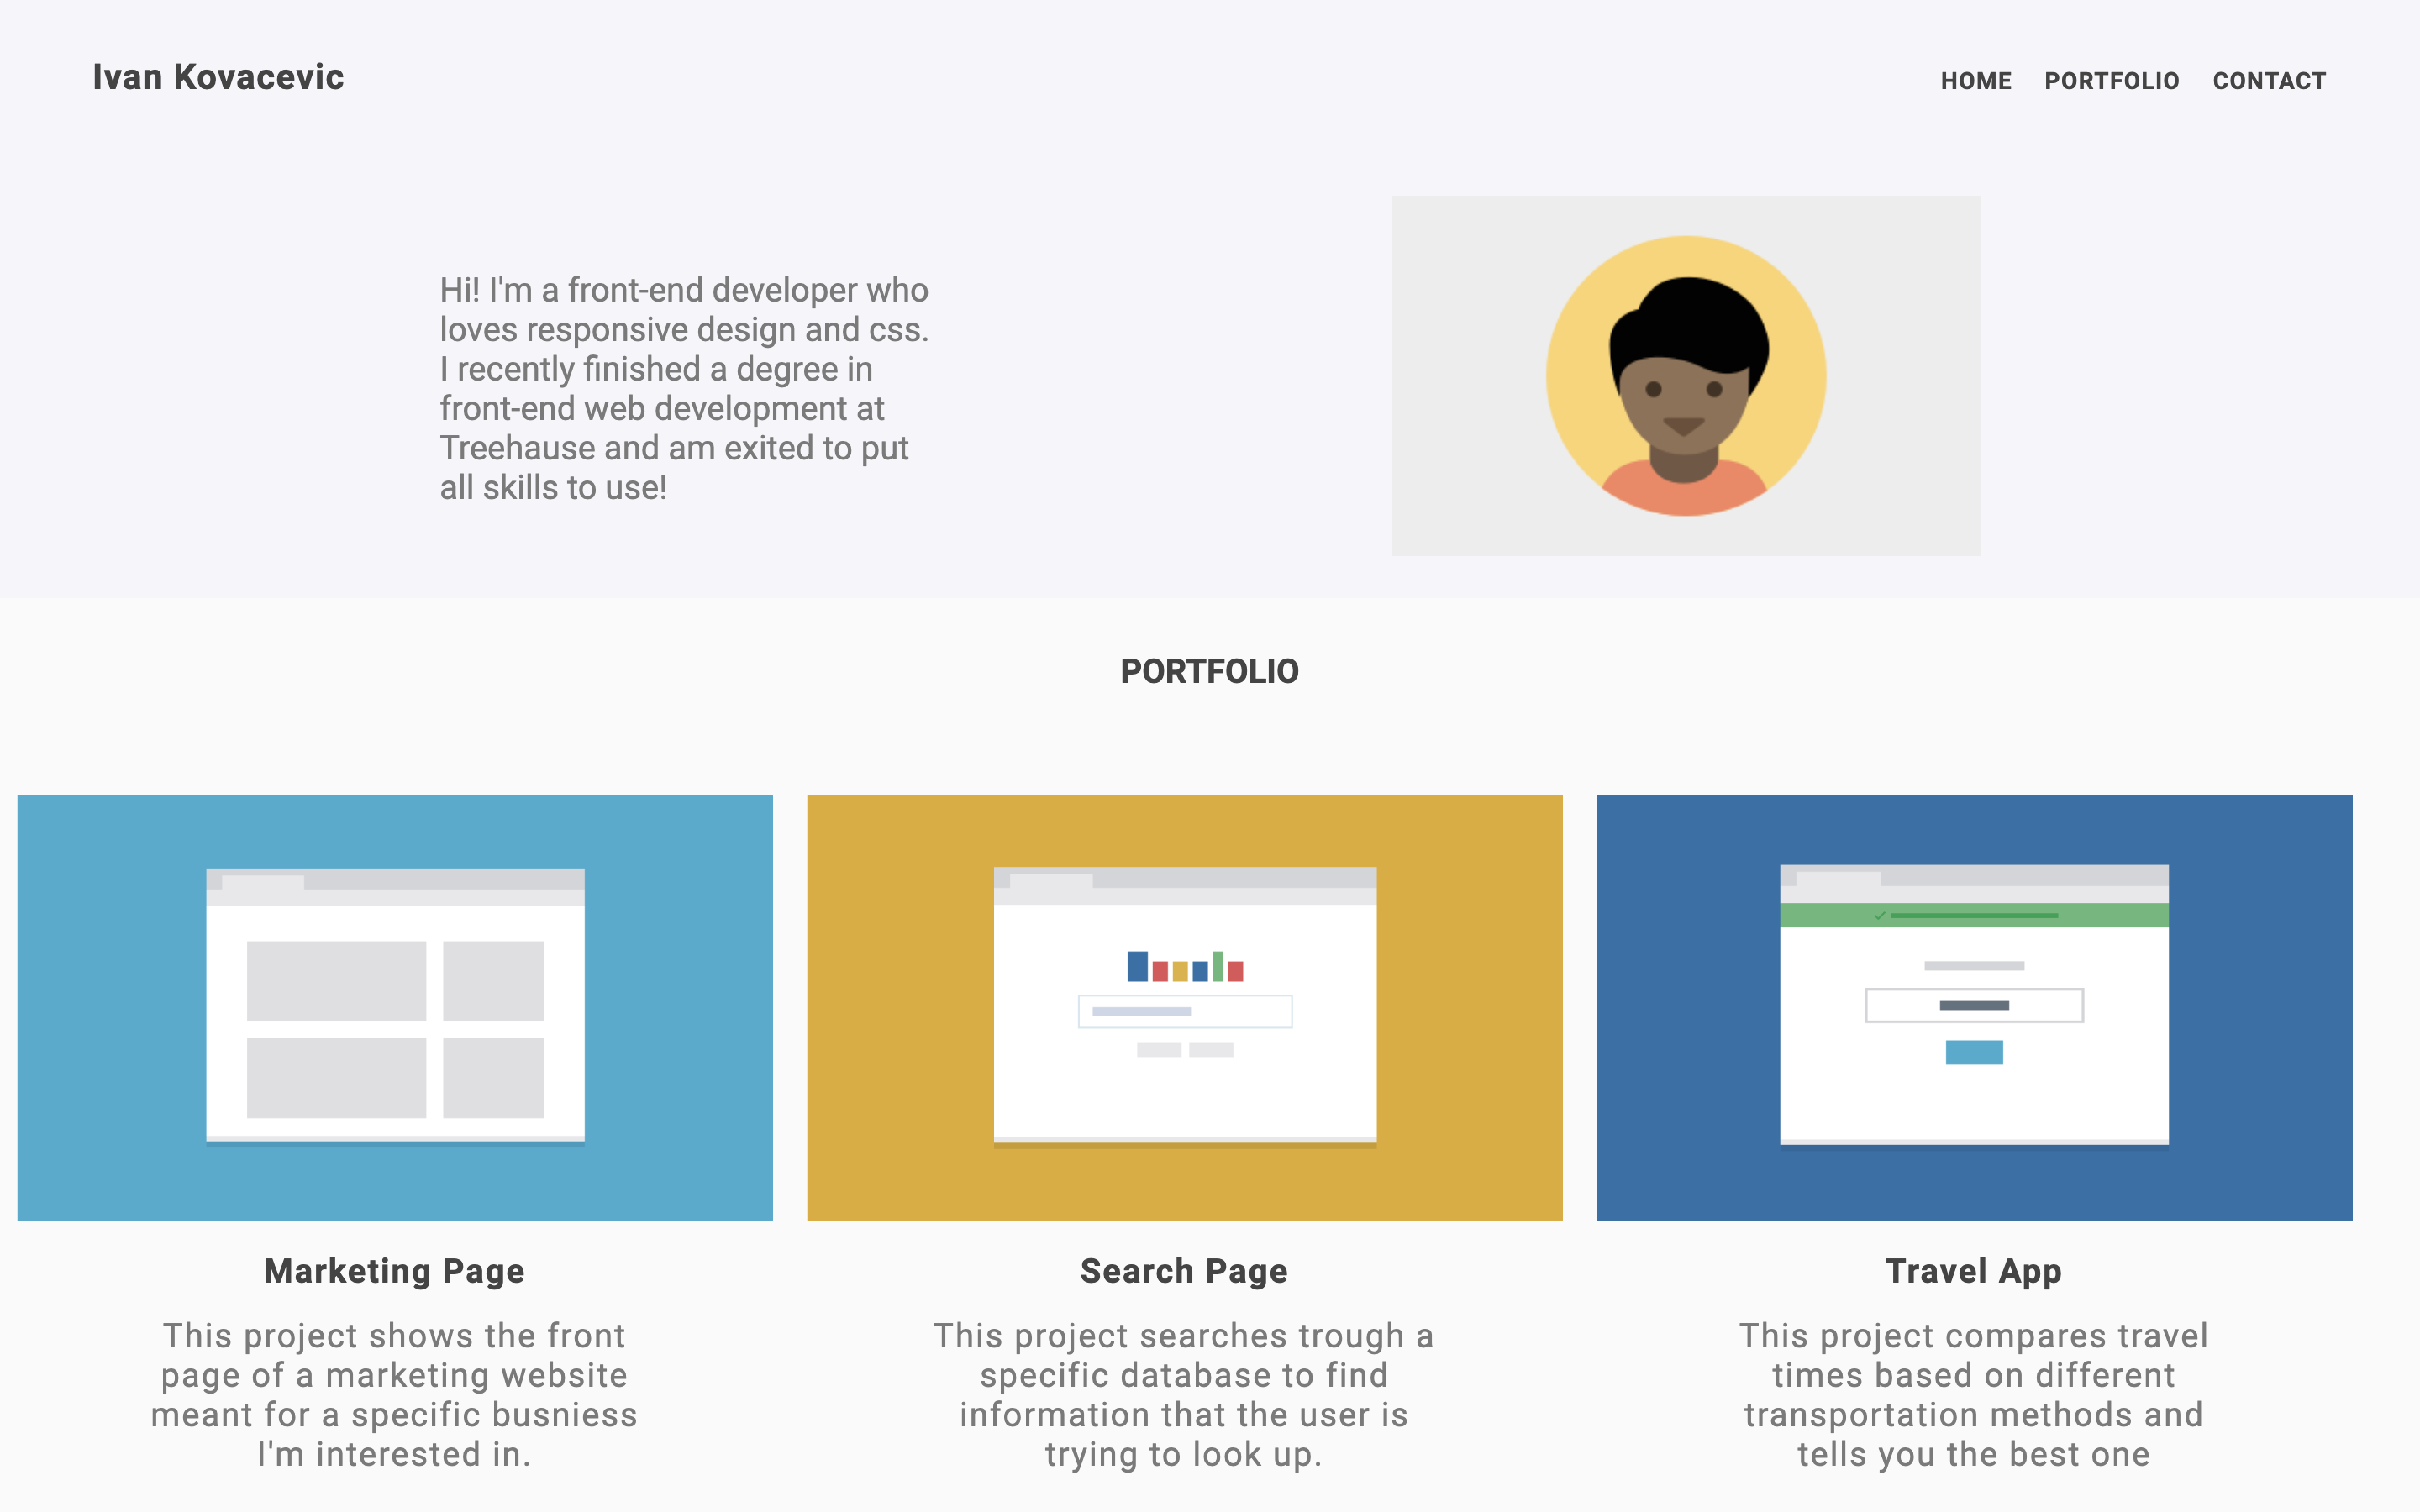 Ivan Kovacevic
HOME PORTFOLIO CONTACT
Hi! I'm a front-end developer who
loves responsive design and css.
I recently finished a degree in
front-end web development at
Treehause and am exited to put
all skills to use!
PORTFOLIO
Marketing Page
This project shows the front
page of a marketing website
meant for a specific busniess
I'm interested in.
Search Page
This project searches trough a
specific database to find
information that the user is
trying to look up.
Travel App
This project compares travel
times based on different
transportation methods and
tells you the best one